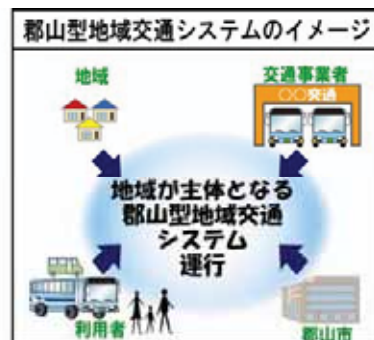 郡山型地域交通システムのイメージ
地域
交通事業者
〇〇交通
地域が主体となる
郡山型地域交通
システム
運行
利用者
郡山市